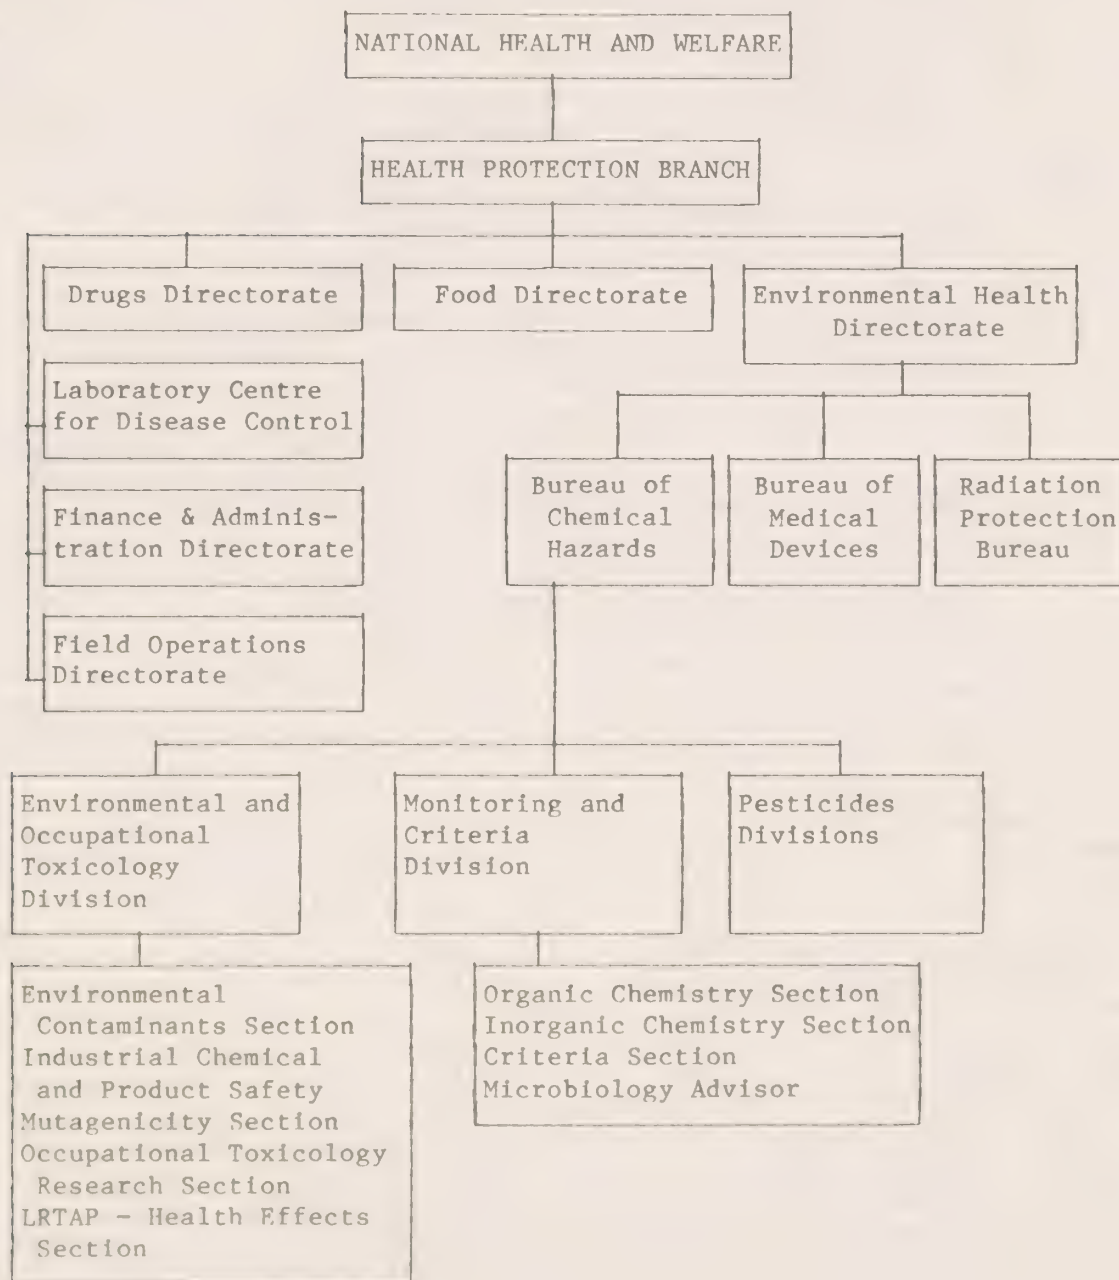 NATIONAL HEALTH AND WELFARE
HEALTH PROTECTION BRANCH
Drugs Directorate
Food Directorate
Environmental Health
Directorate
Laboratory Centre
for Disease Control
Finance & Adminis-
tration Directorate
Field Operations
Directorate
Bureau of
Chemical
Hazards
Bureau of
Medical
Devices
Radiation
Protection
Bureau
Environmental and
Occupational
Toxicology
Division
Monitoring and
Criteria
Division
Pesticides
Divisions
Environmental
Contaminants Section
Industrial Chemical
and Product Safety
Mutagenicity Section
Occupational Toxicology
Research Section
LRTAP - Health Effects
Section
Organic Chemistry Section
Inorganic Chemistry Section
Criteria Section
Microbiology Advisor